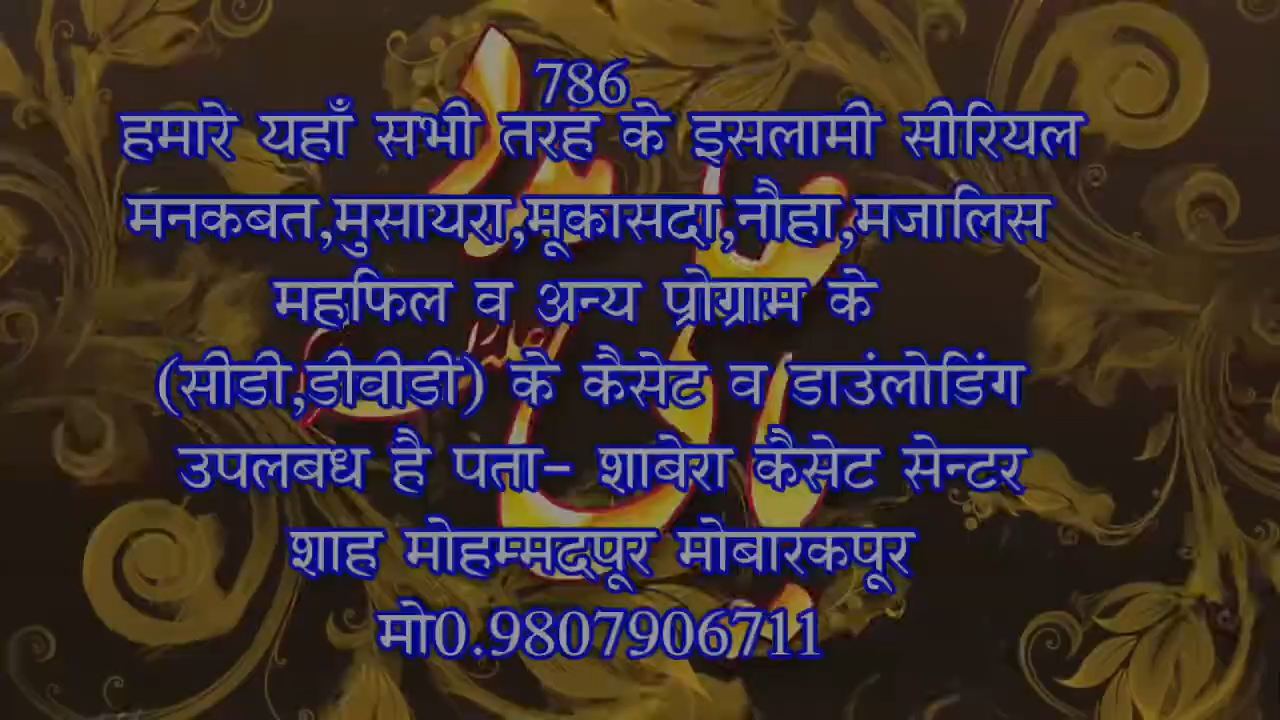 786
हमारे यहाँ सभी तरह के इसलामी सीरियल
मनकबत,मुसायरा,मूकासदा,नौहा,मजालिस
महफिल व अन्य प्रोग्राम के
(सीडी,डीवीडी) के कैसेट व डाउंलोडिंग
उपलबध है पता- शाबेरा कैसेट सेन्टर
शाह मोहम्मदपूर मोबारकपूर
मो0.9807906711